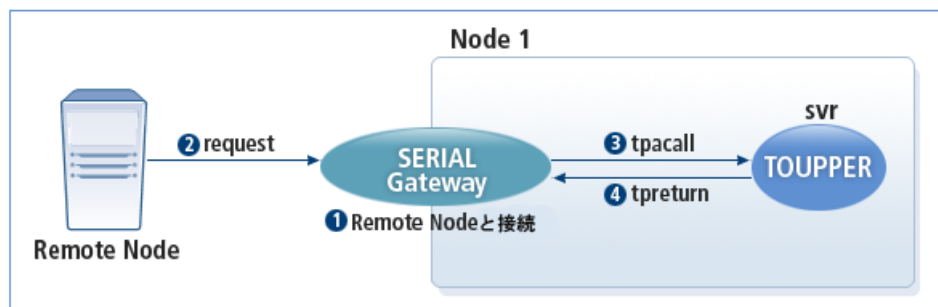 Node 1
svr
❷ request
❸ tpacall
SERIAL
Gateway
TOUPPER
❹ tpreturn
❶ Remote Nodeと接続
Remote Node